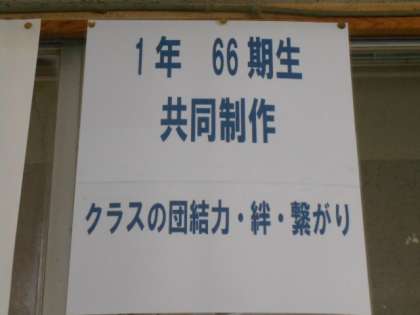 1年 66期生
共同制作
クラスの団結力・絆・繋がり